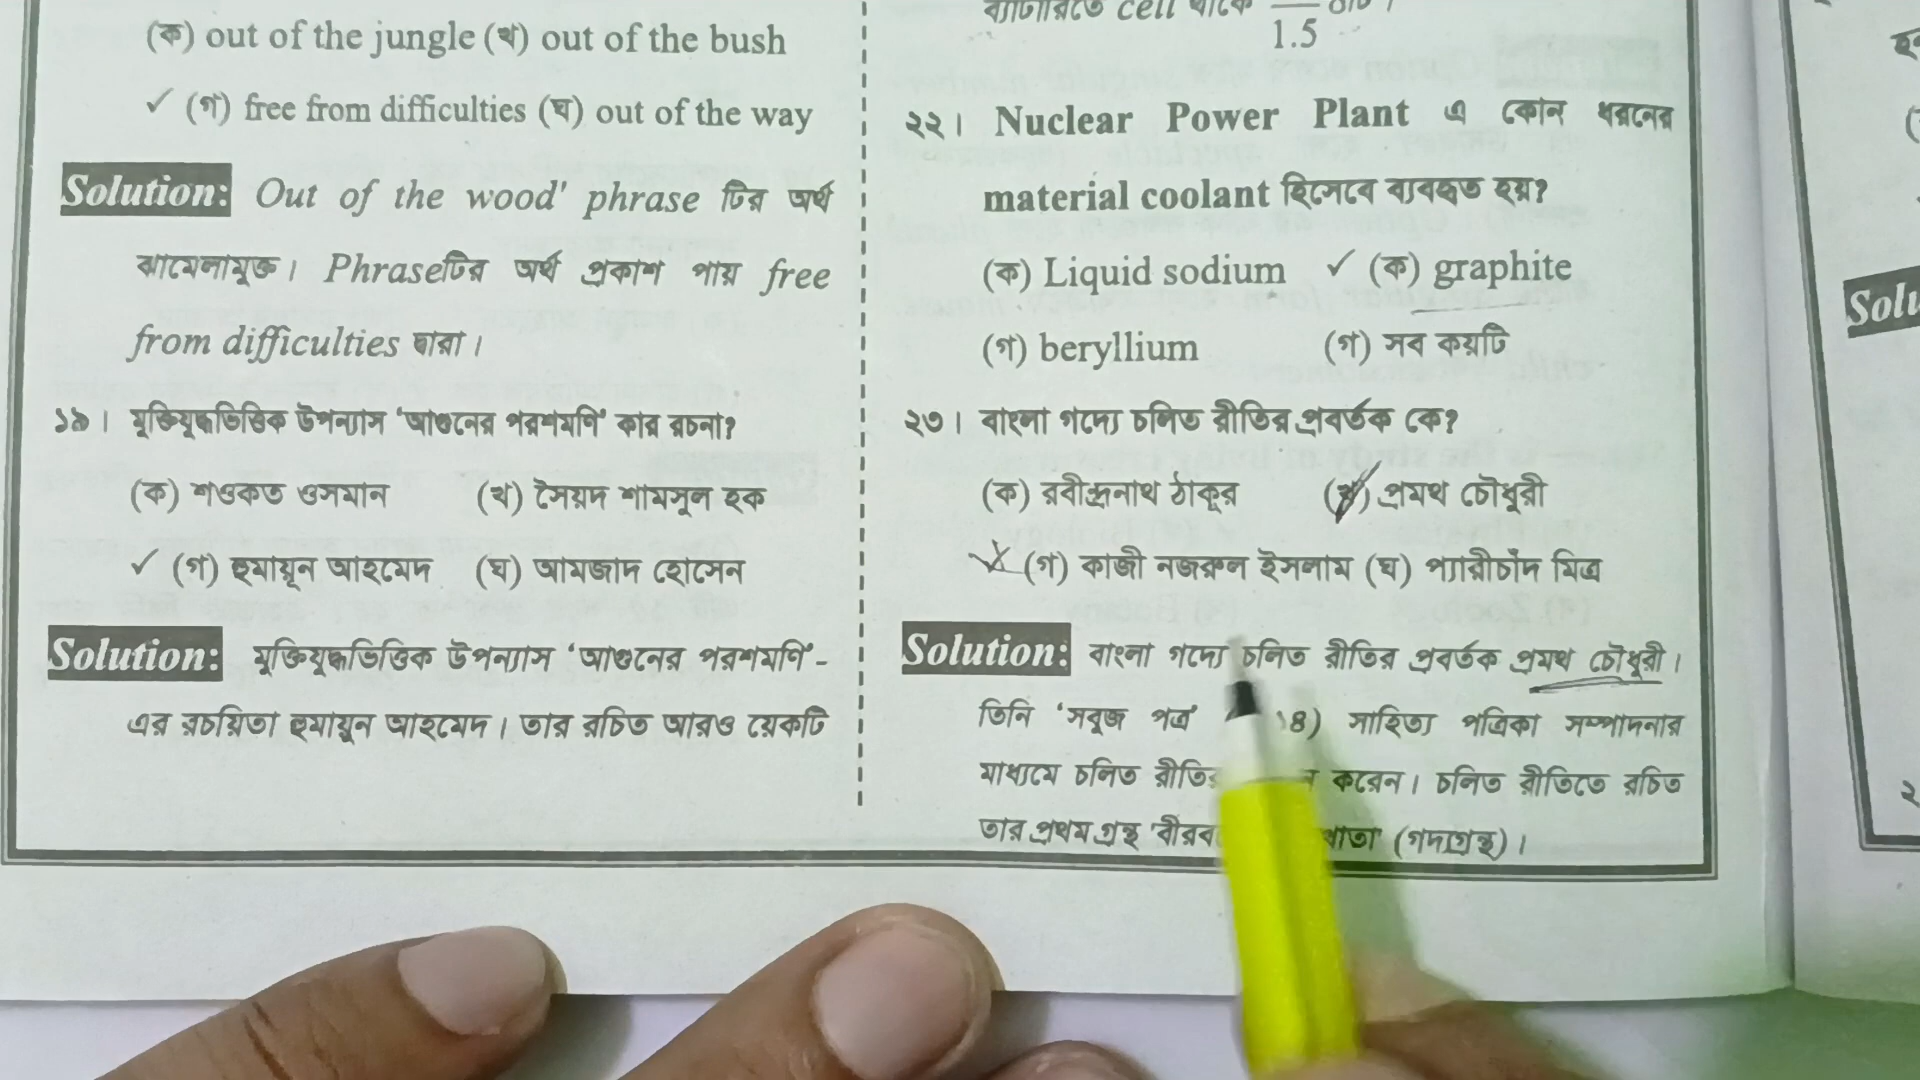 (ক) out of the jungle (খ) out of the bush
✓ (গ) free from difficulties (ঘ) out of the way
Solution: Out of the wood' phrase টির অর্থ
ঝামেলামুক্ত। Phraseটির অর্থ প্রকাশ পায় free
from difficulties দ্বারা।
১৯। মুক্তিযুদ্ধভিত্তিক উপন্যাস ‘আগুনের পরশমণি’ কার রচনা?
(ক) শওকত ওসমান (খ) সৈয়দ শামসুল হক
✓ (গ) হুমায়ূন আহমেদ (ঘ) আমজাদ হোসেন
Solution: মুক্তিযুদ্ধভিত্তিক উপন্যাস ‘আগুনের পরশমণি’-
এর রচয়িতা হুমায়ূন আহমেদ। তার রচিত আরও য়েকটি
cell
1.5
২২। Nuclear Power Plant এ কোন ধরনের
material coolant হিসেবে ব্যবহৃত হয়?
(ক) Liquid sodium ✓ (ক) graphite
(গ) beryllium (গ) সব কয়টি
২৩। বাংলা গদ্যে চলিত রীতির প্রবর্তক কে?
(ক) রবীন্দ্রনাথ ঠাকুর (খ) প্রমথ চৌধুরী
(গ) কাজী নজরুল ইসলাম (ঘ) প্যারীচাঁদ মিত্র
Solution: বাংলা গদ্যে চলিত রীতির প্রবর্তক প্রমথ চৌধুরী।
তিনি ‘সবুজ পত্র’ ১৪) সাহিত্য পত্রিকা সম্পাদনার
মাধ্যমে চলিত করেন। চলিত রীতিতে রচিত
তার প্রথম গ্রন্থ (গদ্যগ্রন্থ)।
Solu